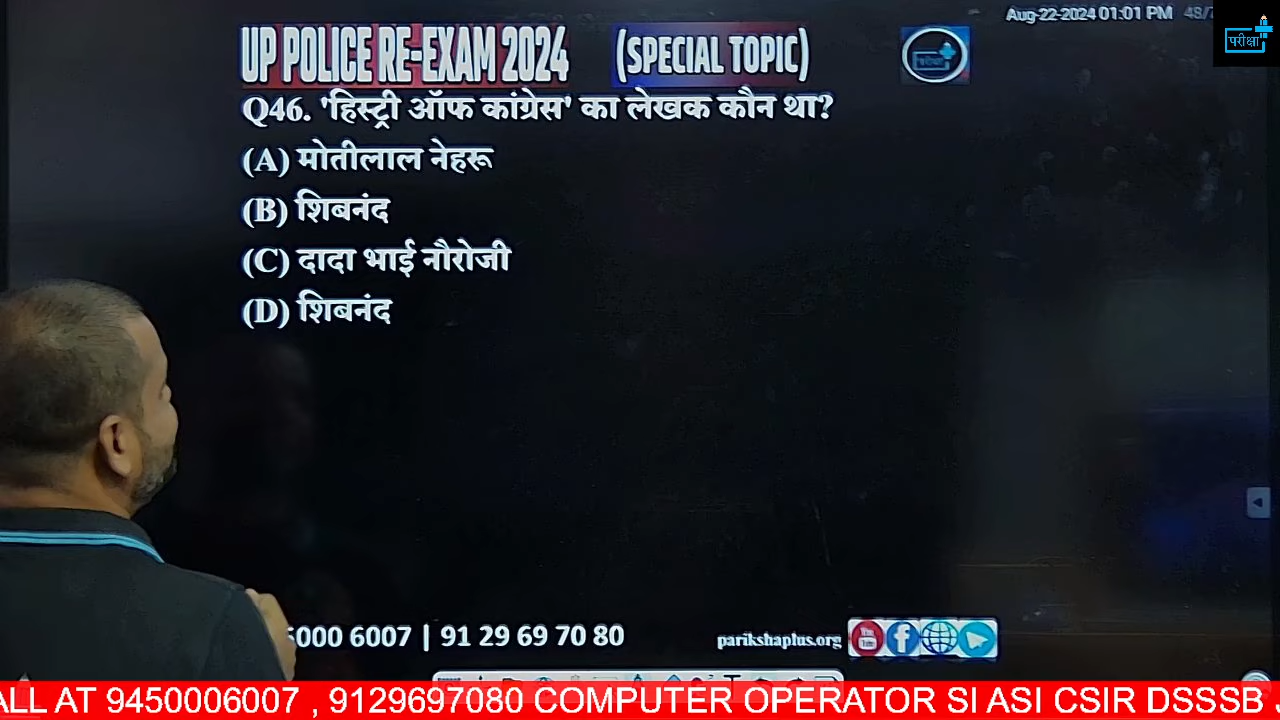 Aug-22-2024 01:01 PM 48/7
परीक्षा
UP POLICE RE-EXAM 2024 (SPECIAL TOPIC)
Q46. 'हिस्ट्री ऑफ कांग्रेस' का लेखक कौन था?
(A) मोतीलाल नेहरू
(B) शिबनंद
(C) दादा भाई नौरोजी
(D) शिबनंद
5000 6007 | 91 29 69 70 80 parikshaplus.org
ALL AT 9450006007 , 9129697080 COMPUTER OPERATOR SI ASI CSIR DSSSB